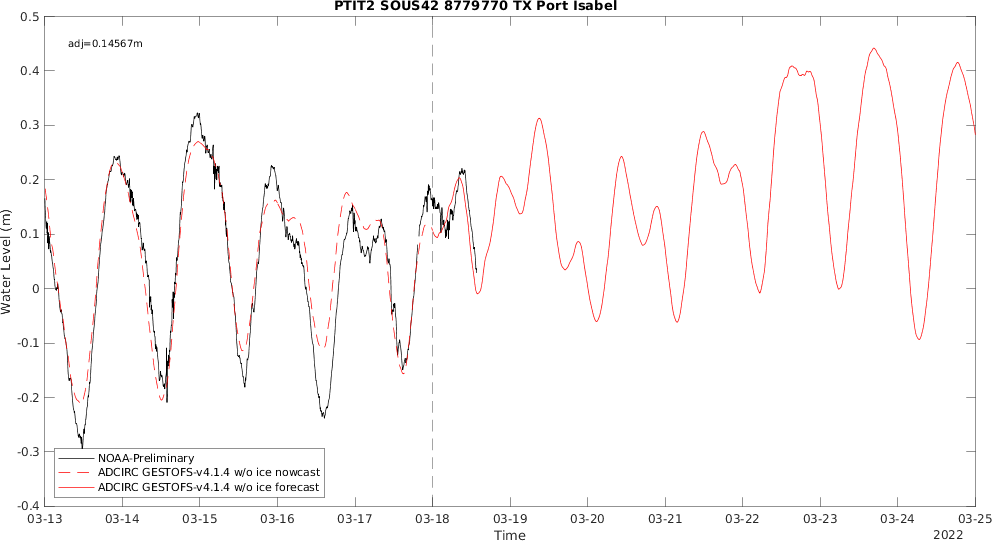 PTIT2 SOUS42 8779770 TX Port Isabel
adj=0.14567m
0.5
0.4
0.3
0.2
0.1
0
-0.1
-0.2
-0.3
-0.4
Water Level (m)
NOAA-Preliminary
ADCIRC GESTOFS-v4.1.4 w/o ice nowcast
ADCIRC GESTOFS-v4.1.4 w/o ice forecast
03-13 03-14 03-15 03-16 03-17 03-18 03-19 03-20 03-21 03-22 03-23 03-24 03-25
Time
2022